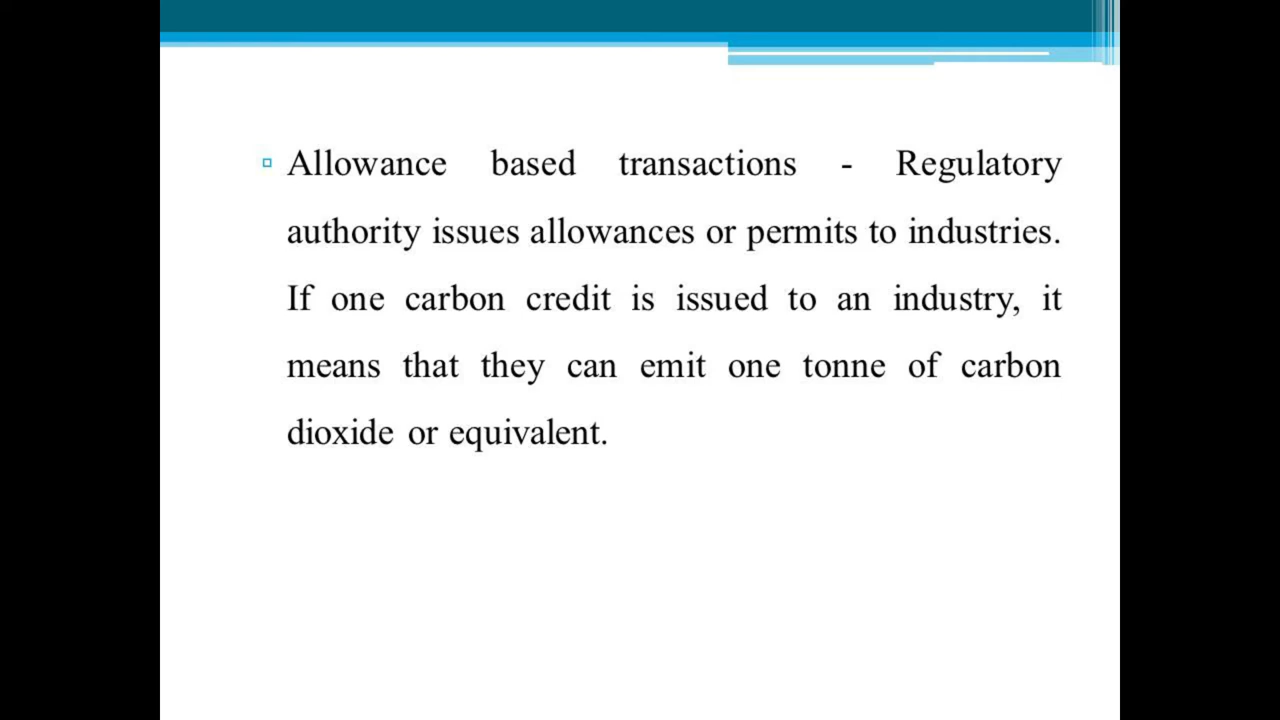 Allowance based transactions - Regulatory
authority issues allowances or permits to industries.
If one carbon credit is issued to an industry, it
means that they can emit one tonne of carbon
dioxide or equivalent.